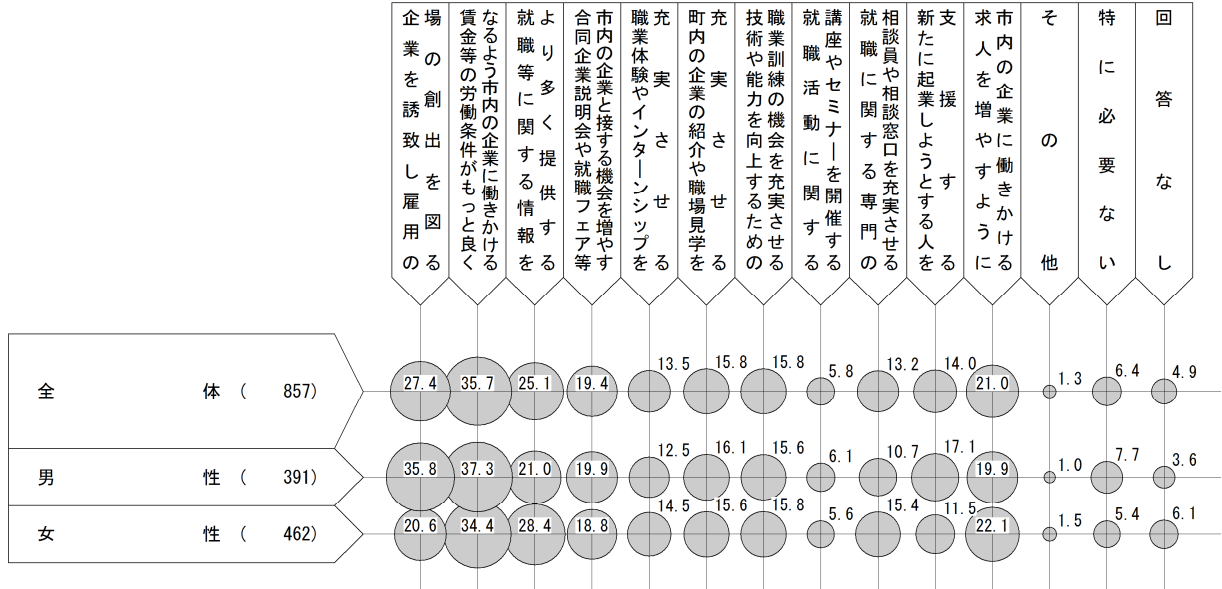 企業を誘致し雇用の
場の創出を図る
賃金等の労働条件がもっと良く
なるよう市内の企業に働きかける
就職等に関する情報を
より多く提供する
合同企業説明会や就職フェア等
市内の企業と接する機会を増やす
職業体験やインターンシップを
充実させる
町内の企業の紹介や職場見学を
充実させる
技術や能力を向上するための
職業訓練の機会を充実させる
就職活動に関する
講座やセミナーを開催する
就職に関する専門の
相談員や相談窓口を充実させる
新たに起業しようとする人を
支援する
求人を増やすように
市内の企業に働きかける
その他
特に必要ない
回答なし
全体 ( 857) 27.4 35.7 25.1 19.4 13.5 15.8 15.8 5.8 13.2 14.0 21.0 1.3 6.4 4.9
男性 ( 391) 35.8 37.3 21.0 19.9 12.5 16.1 15.6 6.1 10.7 17.1 19.9 1.0 7.7 3.6
女性 ( 462) 20.6 34.4 28.4 18.8 14.5 15.6 15.8 5.6 15.4 11.5 22.1 1.5 5.4 6.1